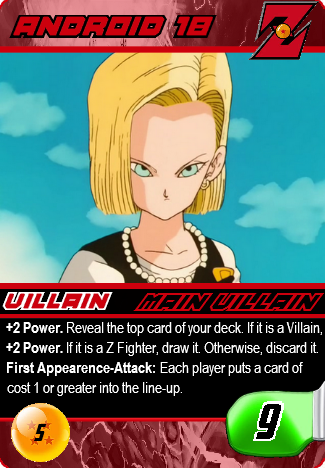 ANDROID 18
Z
VILLAIN MAIN VILLAIN
+2 Power. Reveal the top card of your deck. If it is a Villain,
+2 Power. If it is a Z Fighter, draw it. Otherwise, discard it.
First Appearence-Attack: Each player puts a card of
cost 1 or greater into the line-up.
5
9